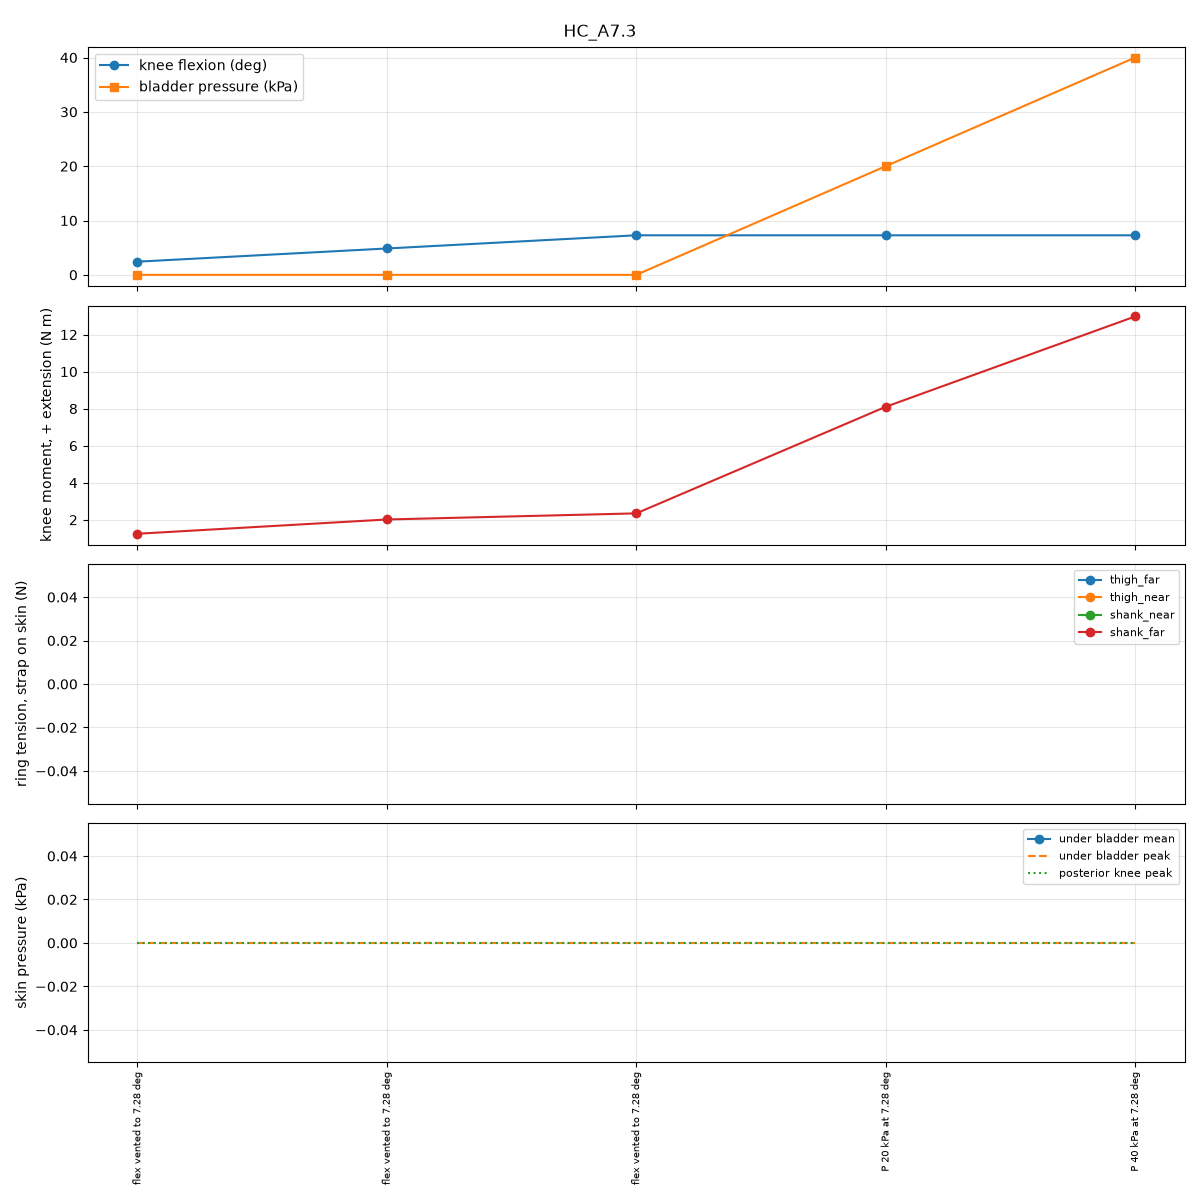 HC_A7.3
knee flexion (deg)
bladder pressure (kPa)
40
30
20
10
0
knee moment, + extension (N m)
12
10
8
6
4
2
ring tension, strap on skin (N)
0.04
0.02
0.00
−0.02
−0.04
thigh_far
thigh_near
shank_near
shank_far
skin pressure (kPa)
0.04
0.02
0.00
−0.02
−0.04
under bladder mean
under bladder peak
posterior knee peak
flex vented to 7.28 deg
flex vented to 7.28 deg
flex vented to 7.28 deg
P 20 kPa at 7.28 deg
P 40 kPa at 7.28 deg